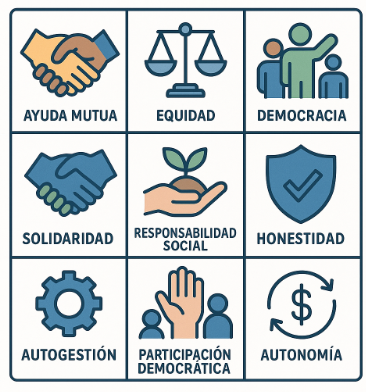 AYUDA MUTUA
EQUIDAD
DEMOCRACIA
SOLIDARIDAD
RESPONSABILIDAD
SOCIAL
HONESTIDAD
AUTOGESTIÓN
PARTICIPACIÓN
DEMOCRÁTICA
AUTONOMÍA
$